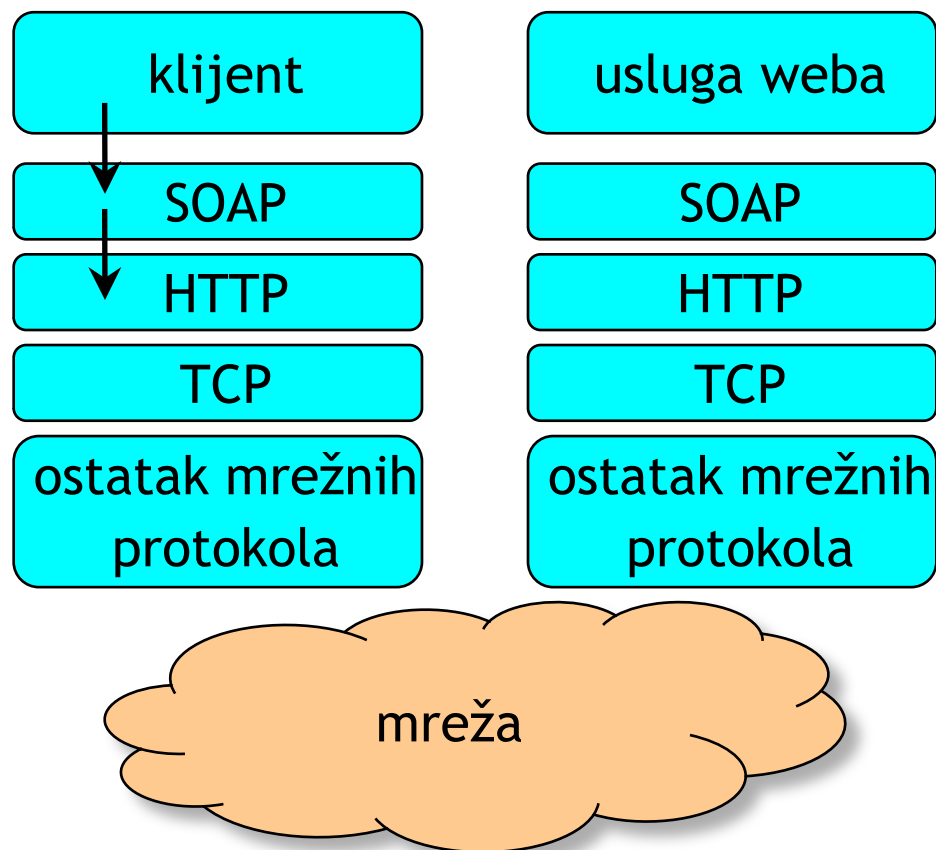 klijent
SOAP
HTTP
TCP
ostatak mrežnih
protokola
usluga weba
SOAP
HTTP
TCP
ostatak mrežnih
protokola
mreža